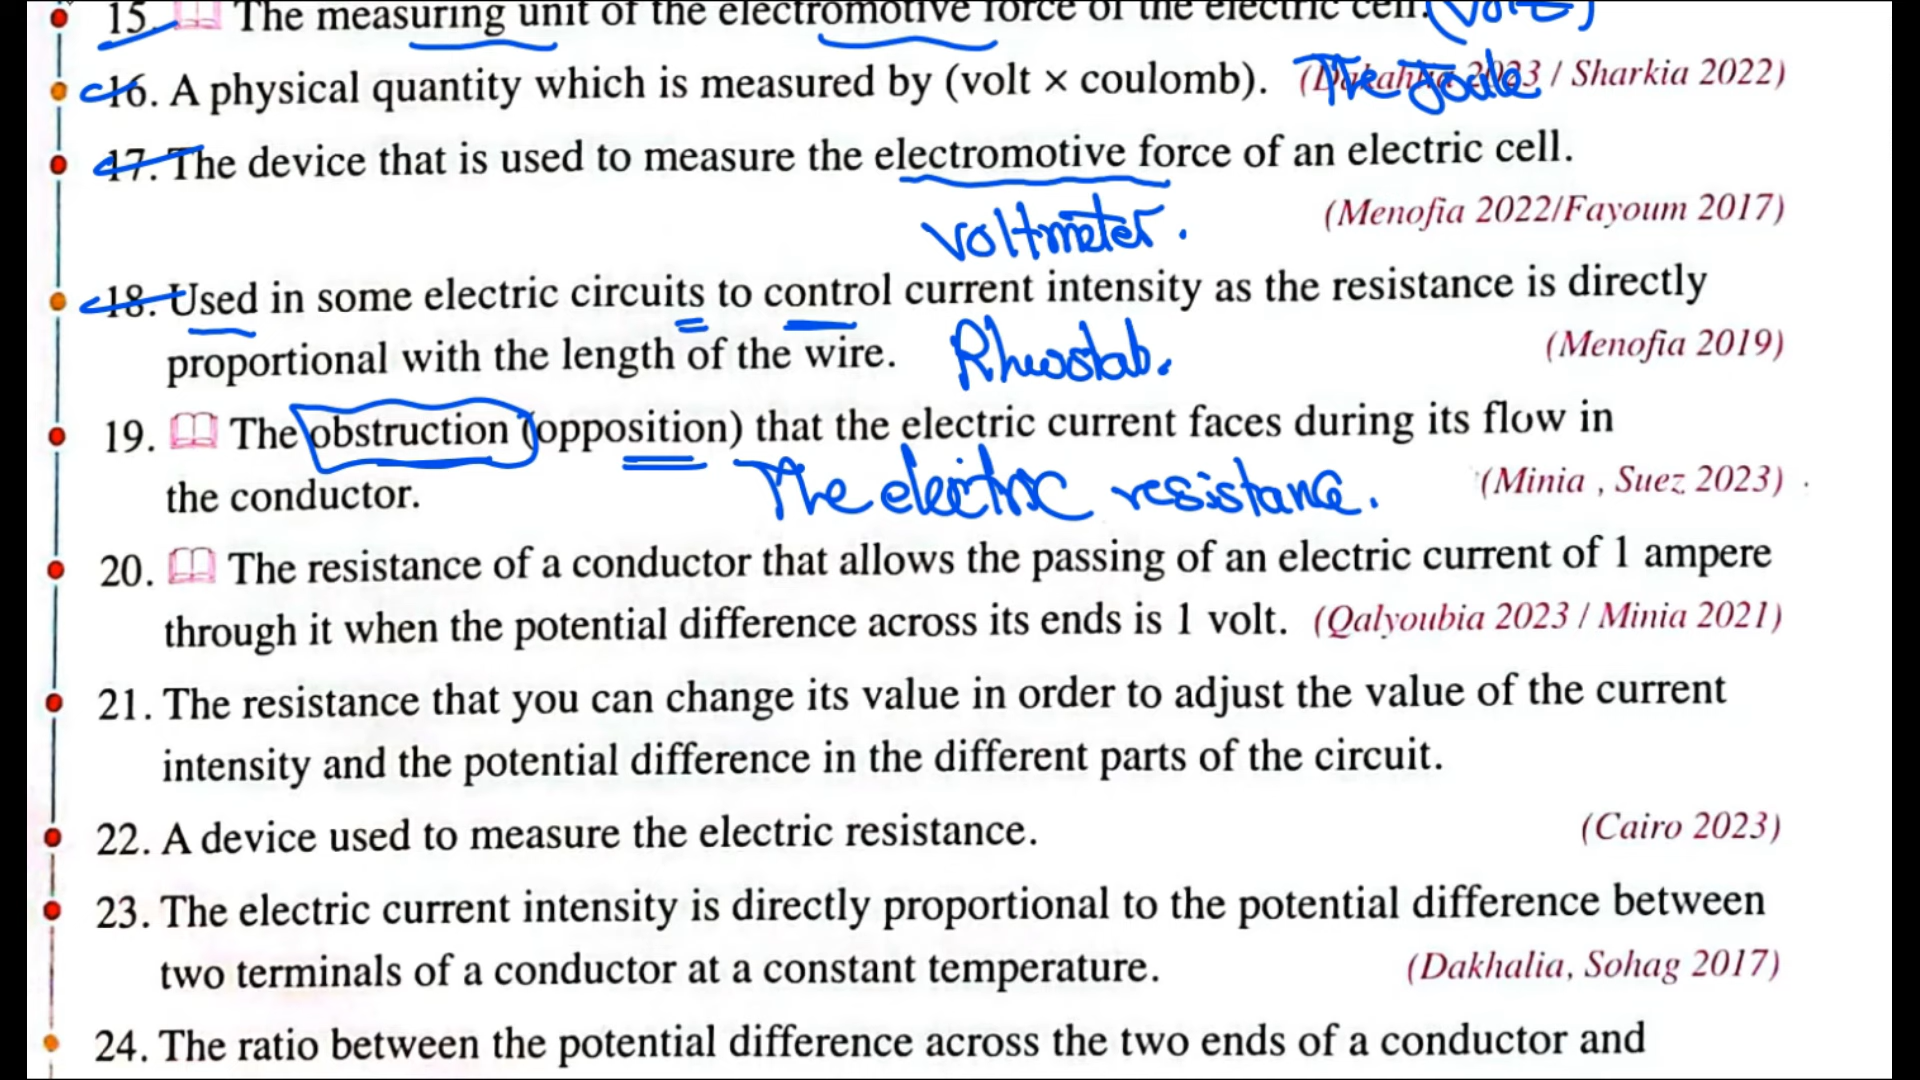 15. The measuring unit of the electromotive force of the electric cell. (Volt)
16. A physical quantity which is measured by (volt × coulomb). (Dakahlia 2023 / Sharkia 2022) The Joule
17. The device that is used to measure the electromotive force of an electric cell.
(Menofia 2022/Fayoum 2017)
Voltmeter.
18. Used in some electric circuits to control current intensity as the resistance is directly
proportional with the length of the wire. Rheostat. (Menofia 2019)
19. The obstruction (opposition) that the electric current faces during its flow in
the conductor. The electric resistance. (Minia , Suez 2023)
20. The resistance of a conductor that allows the passing of an electric current of 1 ampere
through it when the potential difference across its ends is 1 volt. (Qalyoubia 2023 / Minia 2021)
21. The resistance that you can change its value in order to adjust the value of the current
intensity and the potential difference in the different parts of the circuit.
22. A device used to measure the electric resistance. (Cairo 2023)
23. The electric current intensity is directly proportional to the potential difference between
two terminals of a conductor at a constant temperature. (Dakhalia, Sohag 2017)
24. The ratio between the potential difference across the two ends of a conductor and